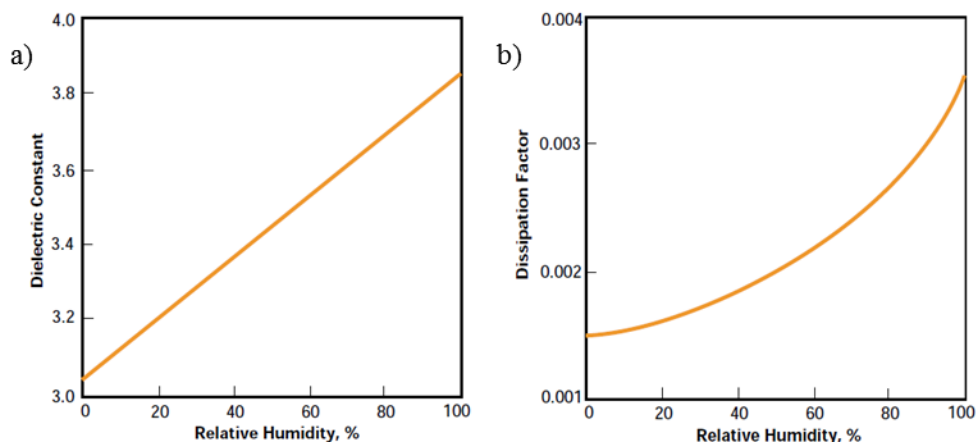 a)
Dielectric Constant
4.0
3.8
3.6
3.4
3.2
3.0
0 20 40 60 80 100
Relative Humidity, %
b)
Dissipation Factor
0.004
0.003
0.002
0.001
0 20 40 60 80 100
Relative Humidity, %